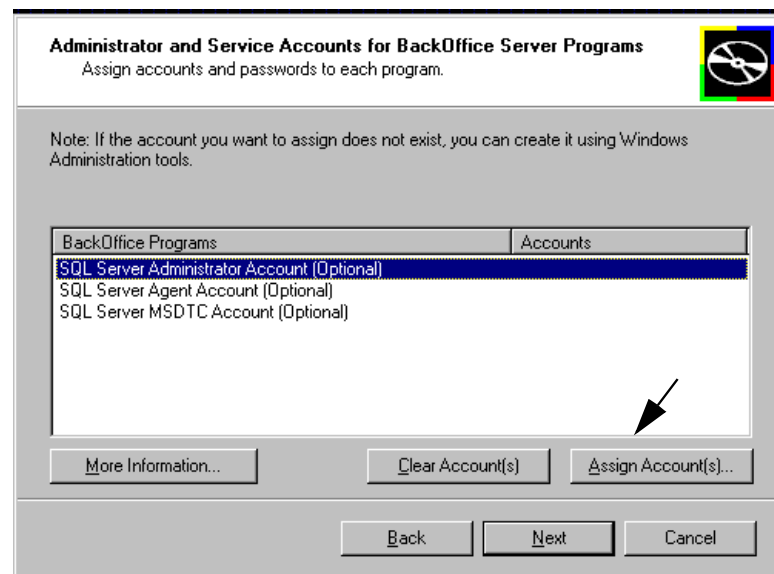 Administrator and Service Accounts for BackOffice Server Programs
Assign accounts and passwords to each program.
Note: If the account you want to assign does not exist, you can create it using Windows
Administration tools.
BackOffice Programs Accounts
SQL Server Administrator Account (Optional)
SQL Server Agent Account (Optional)
SQL Server MSDTC Account (Optional)
More Information... Clear Account(s) Assign Account(s)...
Back Next Cancel